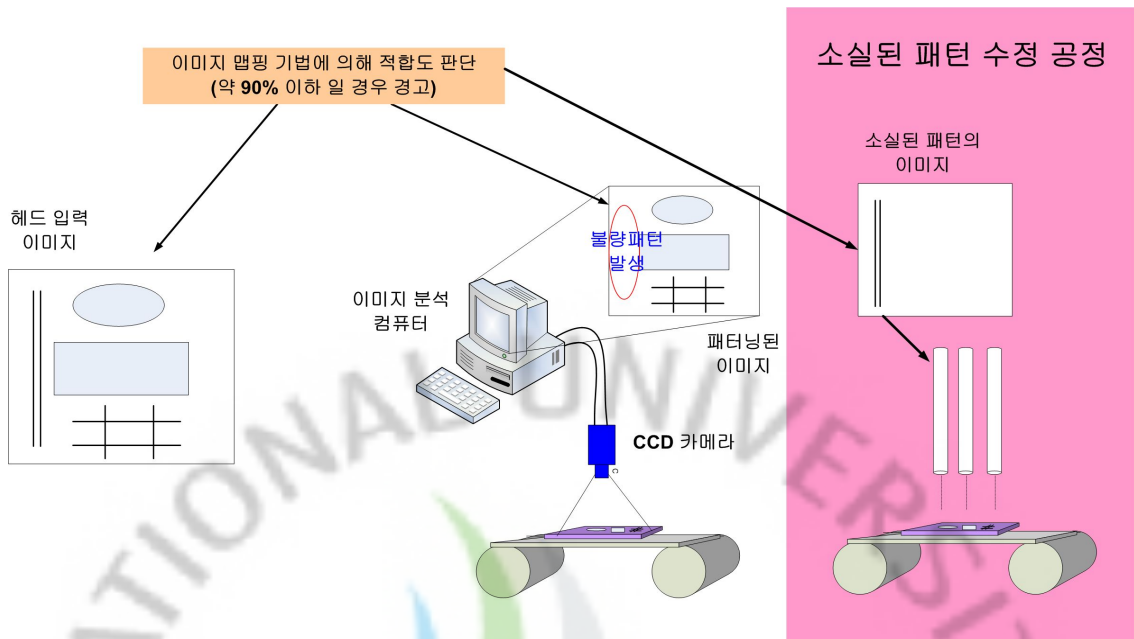 이미지 맵핑 기법에 의해 적합도 판단
(약 90% 이하 일 경우 경고)
소실된 패턴 수정 공정
헤드 입력
이미지
이미지 분석
컴퓨터
불량패턴
발생
패터닝된
이미지
CCD 카메라
C
소실된 패턴의
이미지
NATIONAL UNIVERSIT